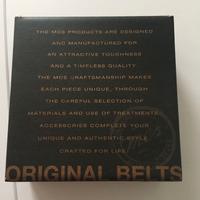 THE MCS PRODUCTS ARE DESIGNED
AND MANUFACTURED FOR
AN ATTRACTIVE TOUGHNESS
AND A TIMELESS QUALITY.
THE MCS CRAFTSMANSHIP MAKES
EACH PIECE UNIQUE, THROUGH
THE CAREFUL SELECTION OF
MATERIALS AND USE OF TREATMENTS.
ACCESSORIES COMPLETE YOUR
UNIQUE AND AUTHENTIC STYLE
CRAFTED FOR LIFE.
ORIGINAL BELTS